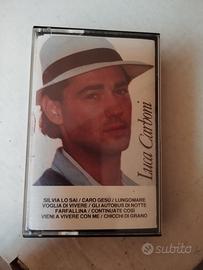 Luca Carboni
SILVIA LO SAI / CARO GESÙ / LUNGOMARE
VOGLIA DI VIVERE / GLI AUTOBUS DI NOTTE
FARFALLINA / CONTINUATE COSÌ
VIENI A VIVERE CON ME / CHICCHI DI GRANO
subito